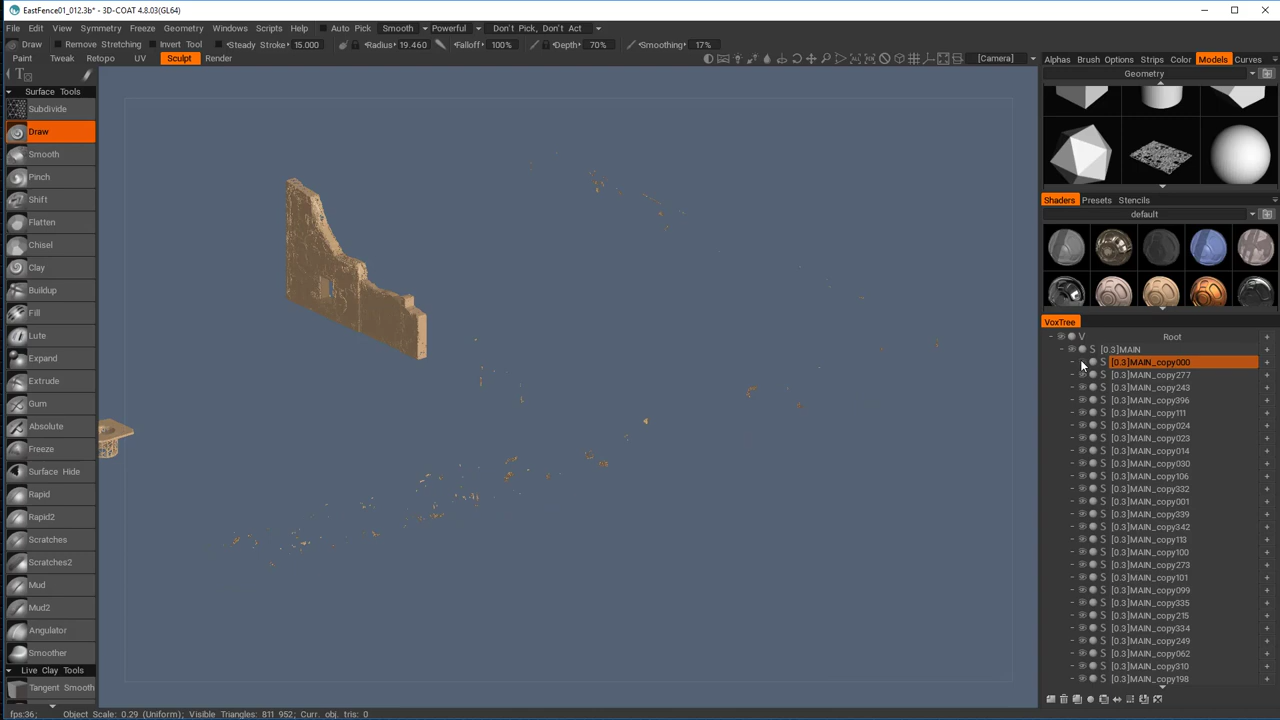 EastFence01_012.3b* - 3D-COAT 4.8.03(GL64)
File Edit View Symmetry Freeze Geometry Windows Scripts Help Auto Pick Smooth Powerful Don't Pick, Don't Act
Draw Remove Stretching Invert Tool Steady Stroke 15.000 Radius 19.460 Falloff 100% Depth 70% Smoothing 17%
Paint Tweak Retopo UV Sculpt Render [Camera] Alphas Brush Options Strips Color Models Curves
Geometry
Surface Tools
Subdivide
Draw
Smooth
Pinch
Shift
Flatten
Chisel
Clay
Buildup
Fill
Lute
Expand
Extrude
Gum
Absolute
Freeze
Surface Hide
Rapid
Rapid2
Scratches
Scratches2
Mud
Mud2
Angulator
Smoother
Live Clay Tools
Tangent Smooth
Shaders Presets Stencils
default
VoxTree
V Root
S [0.3]MAIN
S [0.3]MAIN_copy000
S [0.3]MAIN_copy277
S [0.3]MAIN_copy243
S [0.3]MAIN_copy396
S [0.3]MAIN_copy111
S [0.3]MAIN_copy024
S [0.3]MAIN_copy023
S [0.3]MAIN_copy014
S [0.3]MAIN_copy030
S [0.3]MAIN_copy106
S [0.3]MAIN_copy332
S [0.3]MAIN_copy001
S [0.3]MAIN_copy339
S [0.3]MAIN_copy342
S [0.3]MAIN_copy113
S [0.3]MAIN_copy100
S [0.3]MAIN_copy273
S [0.3]MAIN_copy101
S [0.3]MAIN_copy099
S [0.3]MAIN_copy335
S [0.3]MAIN_copy215
S [0.3]MAIN_copy334
S [0.3]MAIN_copy249
S [0.3]MAIN_copy062
S [0.3]MAIN_copy310
S [0.3]MAIN_copy198
fps:36; Object Scale: 0.29 (Uniform); Visible Triangles: 811 952; Curr. obj. tris: 0